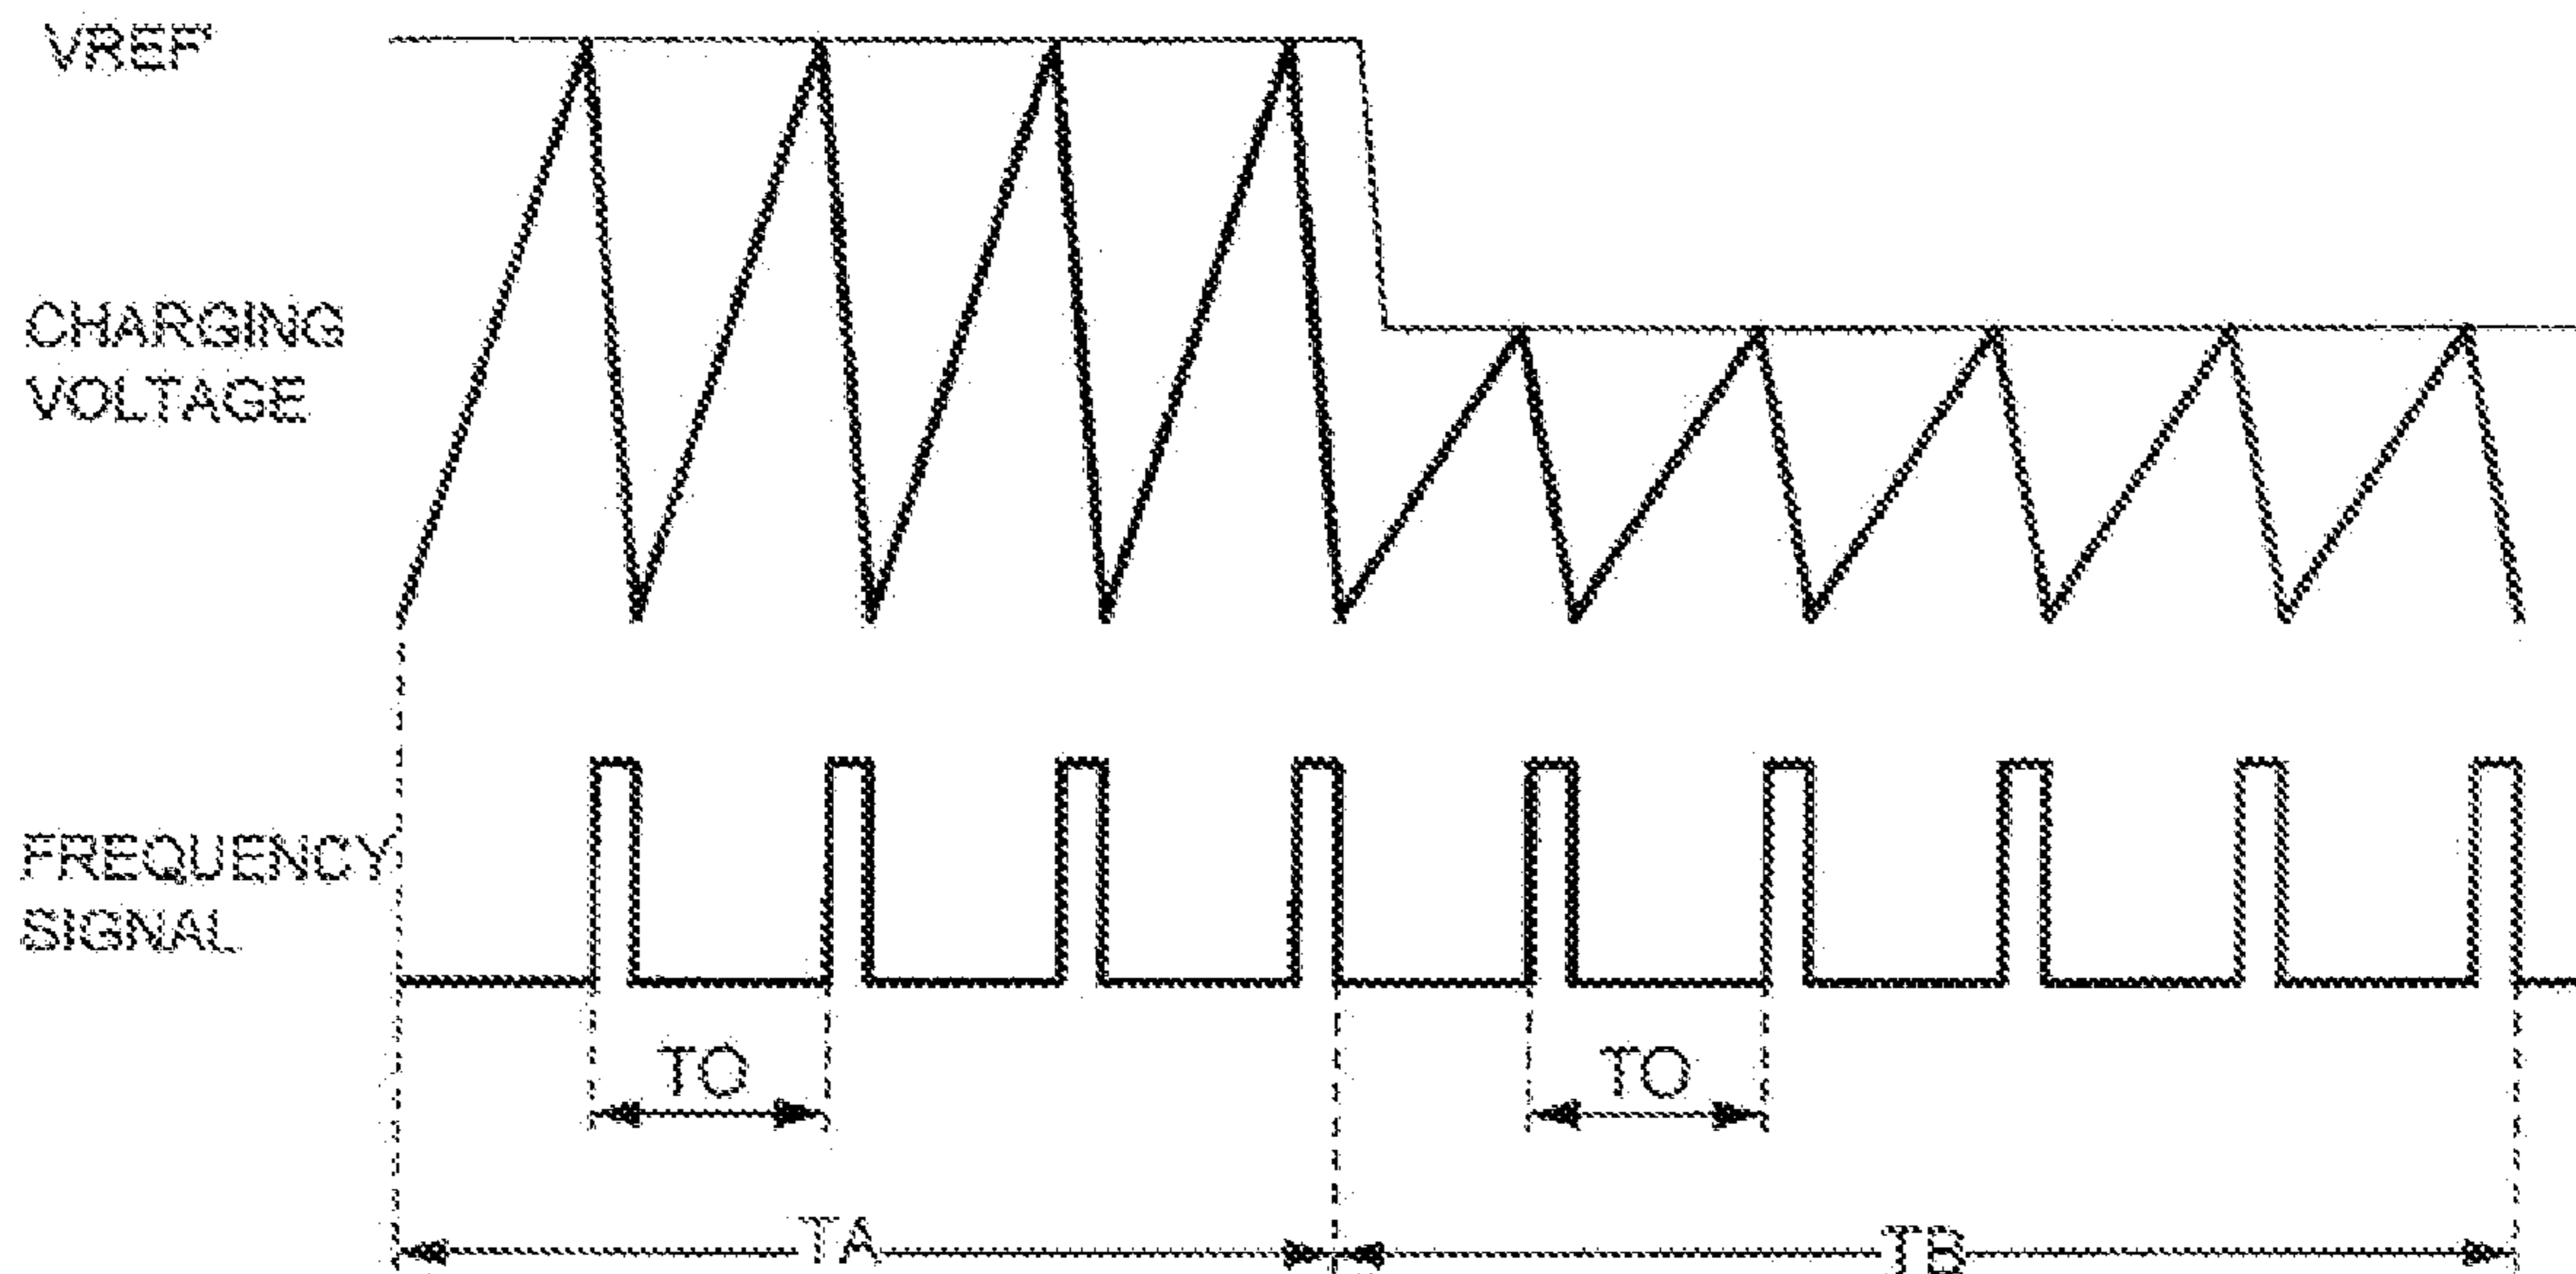 VREF'
CHARGING
VOLTAGE
FREQUENCY
SIGNAL
TO
TO
TA
TB